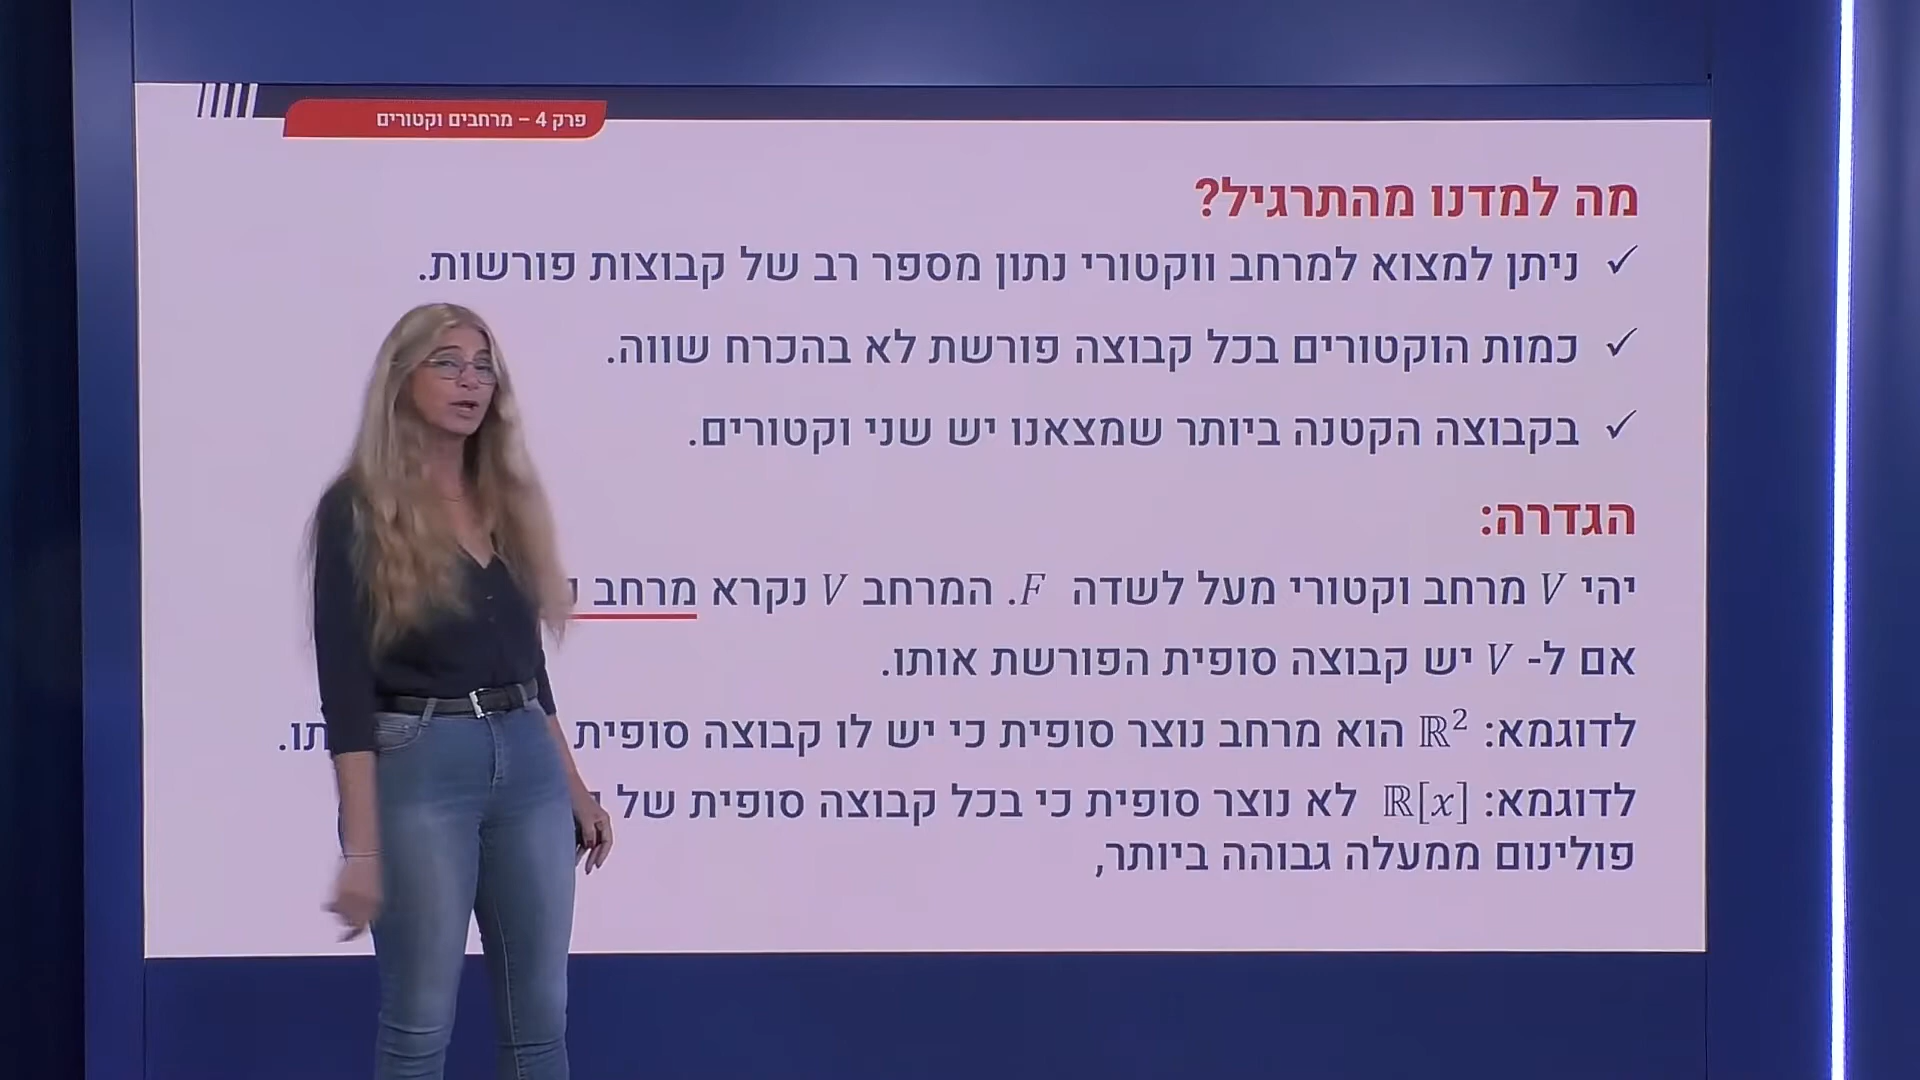 פרק 4 – מרחבים וקטורים
מה למדנו מהתרגיל?
✓ ניתן למצוא למרחב ווקטורי נתון מספר רב של קבוצות פורשות.
✓ כמות הוקטורים בכל קבוצה פורשת לא בהכרח שווה.
✓ בקבוצה הקטנה ביותר שמצאנו יש שני וקטורים.
הגדרה:
יהי V מרחב וקטורי מעל לשדה F. המרחב V נקרא מרחב
אם ל- V יש קבוצה סופית הפורשת אותו.
לדוגמא: ℝ² הוא מרחב נוצר סופית כי יש לו קבוצה סופית
לדוגמא: ℝ[x] לא נוצר סופית כי בכל קבוצה סופית של
פולינום ממעלה גבוהה ביותר,